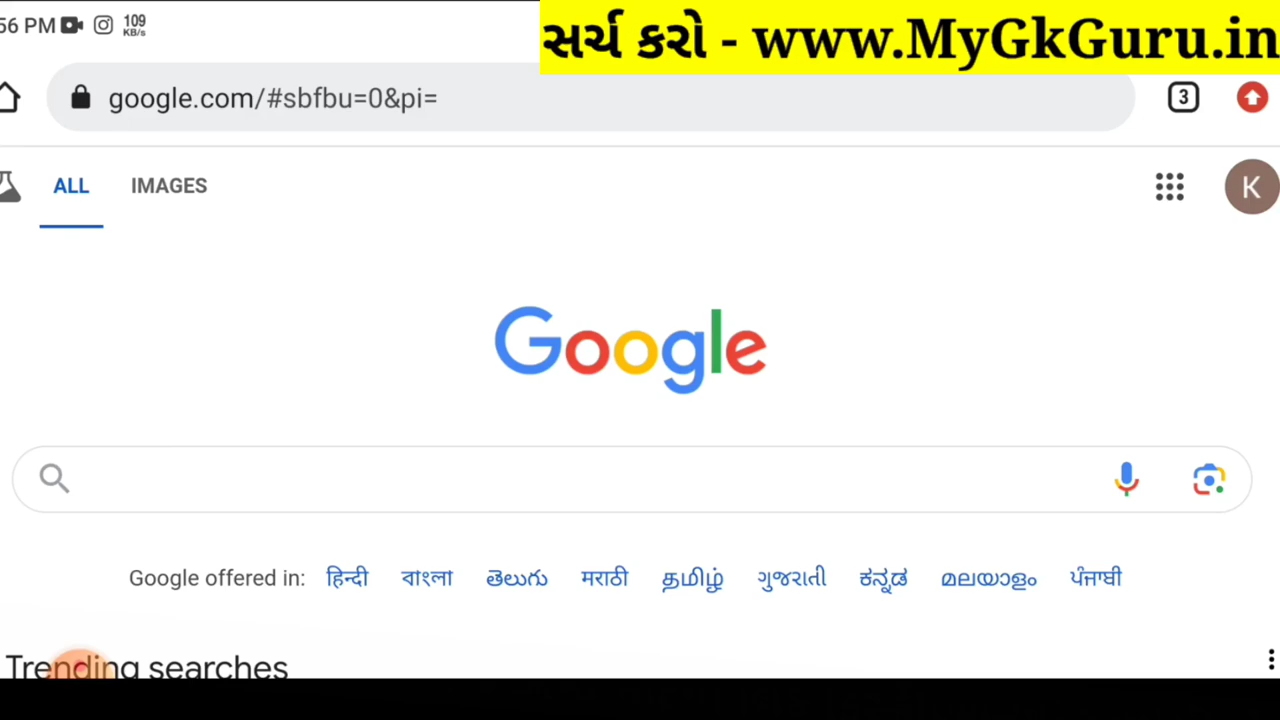 56 PM 109 KB/s
સર્ચ કરો - www.MyGkGuru.in
google.com/#sbfbu=0&pi=
3
ALL IMAGES
K
Google
Google offered in: हिन्दी বাংলা తెలుగు मराठी தமிழ் ગુજરાતી ಕನ್ನಡ മലയാളം ਪੰਜਾਬੀ
Trending searches